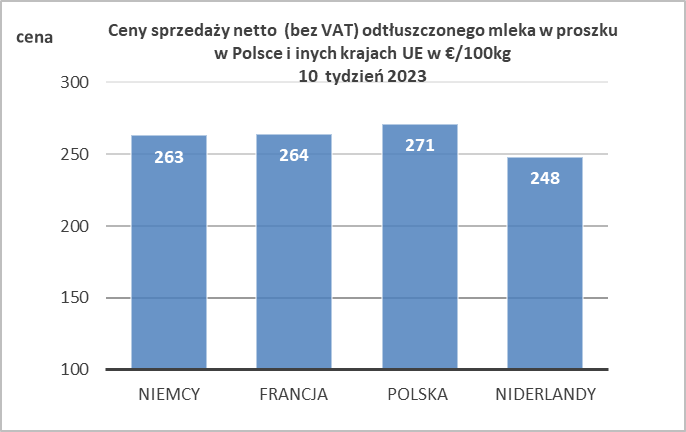 cena
Ceny sprzedaży netto  (bez VAT) odtłuszczonego mleka w proszku
w Polsce i inych krajach UE w €/100kg
10  tydzień 2023
300
250
200
150
100
263
264
271
248
NIEMCY
FRANCJA
POLSKA
NIDERLANDY